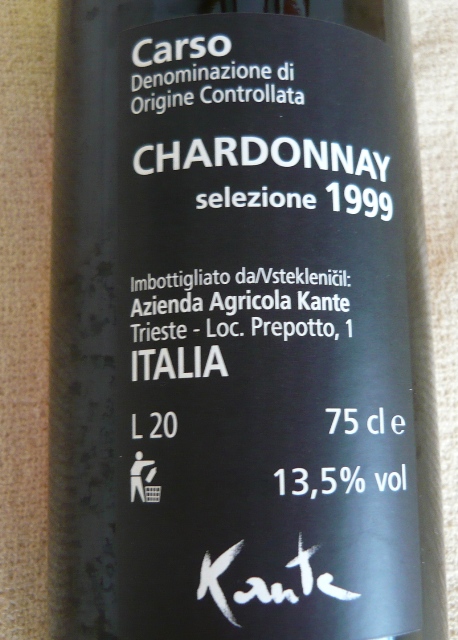 Carso
Denominazione di
Origine Controllata
CHARDONNAY
selezione 1999
Imbottigliato da/Vstekleničil:
Azienda Agricola Kante
Trieste - Loc. Prepotto, 1
ITALIA
L 20 75 cl e
13,5% vol
Kante